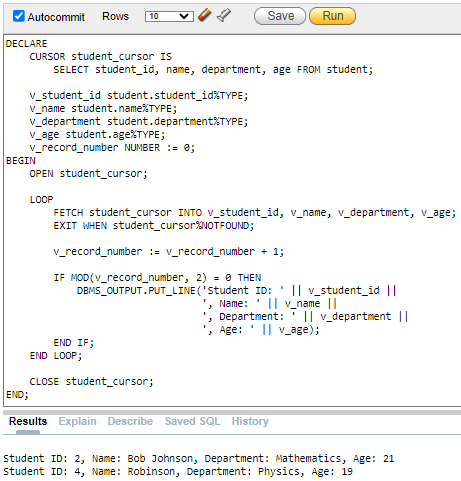 Autocommit Rows 10 Save Run
DECLARE
    CURSOR student_cursor IS
        SELECT student_id, name, department, age FROM student;

    v_student_id student.student_id%TYPE;
    v_name student.name%TYPE;
    v_department student.department%TYPE;
    v_age student.age%TYPE;
    v_record_number NUMBER := 0;
BEGIN
    OPEN student_cursor;

    LOOP
        FETCH student_cursor INTO v_student_id, v_name, v_department, v_age;
        EXIT WHEN student_cursor%NOTFOUND;

        v_record_number := v_record_number + 1;

        IF MOD(v_record_number, 2) = 0 THEN
            DBMS_OUTPUT.PUT_LINE('Student ID: ' || v_student_id ||
                                 ', Name: ' || v_name ||
                                 ', Department: ' || v_department ||
                                 ', Age: ' || v_age);
        END IF;
    END LOOP;

    CLOSE student_cursor;
END;
Results Explain Describe Saved SQL History
Student ID: 2, Name: Bob Johnson, Department: Mathematics, Age: 21
Student ID: 4, Name: Robinson, Department: Physics, Age: 19